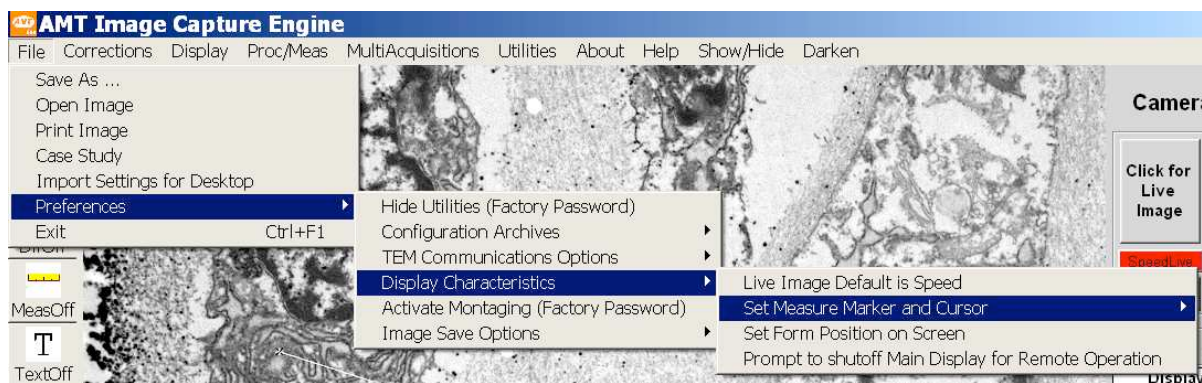 AMT AMT Image Capture Engine
File Corrections Display Proc/Meas MultiAcquisitions Utilities About Help Show/Hide Darken
Save As ...
Open Image
Print Image
Case Study
Import Settings for Desktop
Preferences
Exit Ctrl+F1
Hide Utilities (Factory Password)
Configuration Archives
TEM Communications Options
Display Characteristics
Activate Montaging (Factory Password)
Image Save Options
Live Image Default is Speed
Set Measure Marker and Cursor
Set Form Position on Screen
Prompt to shutoff Main Display for Remote Operation
MeasOff
T
TextOff
Camera
Click for
Live
Image
SpeedLive